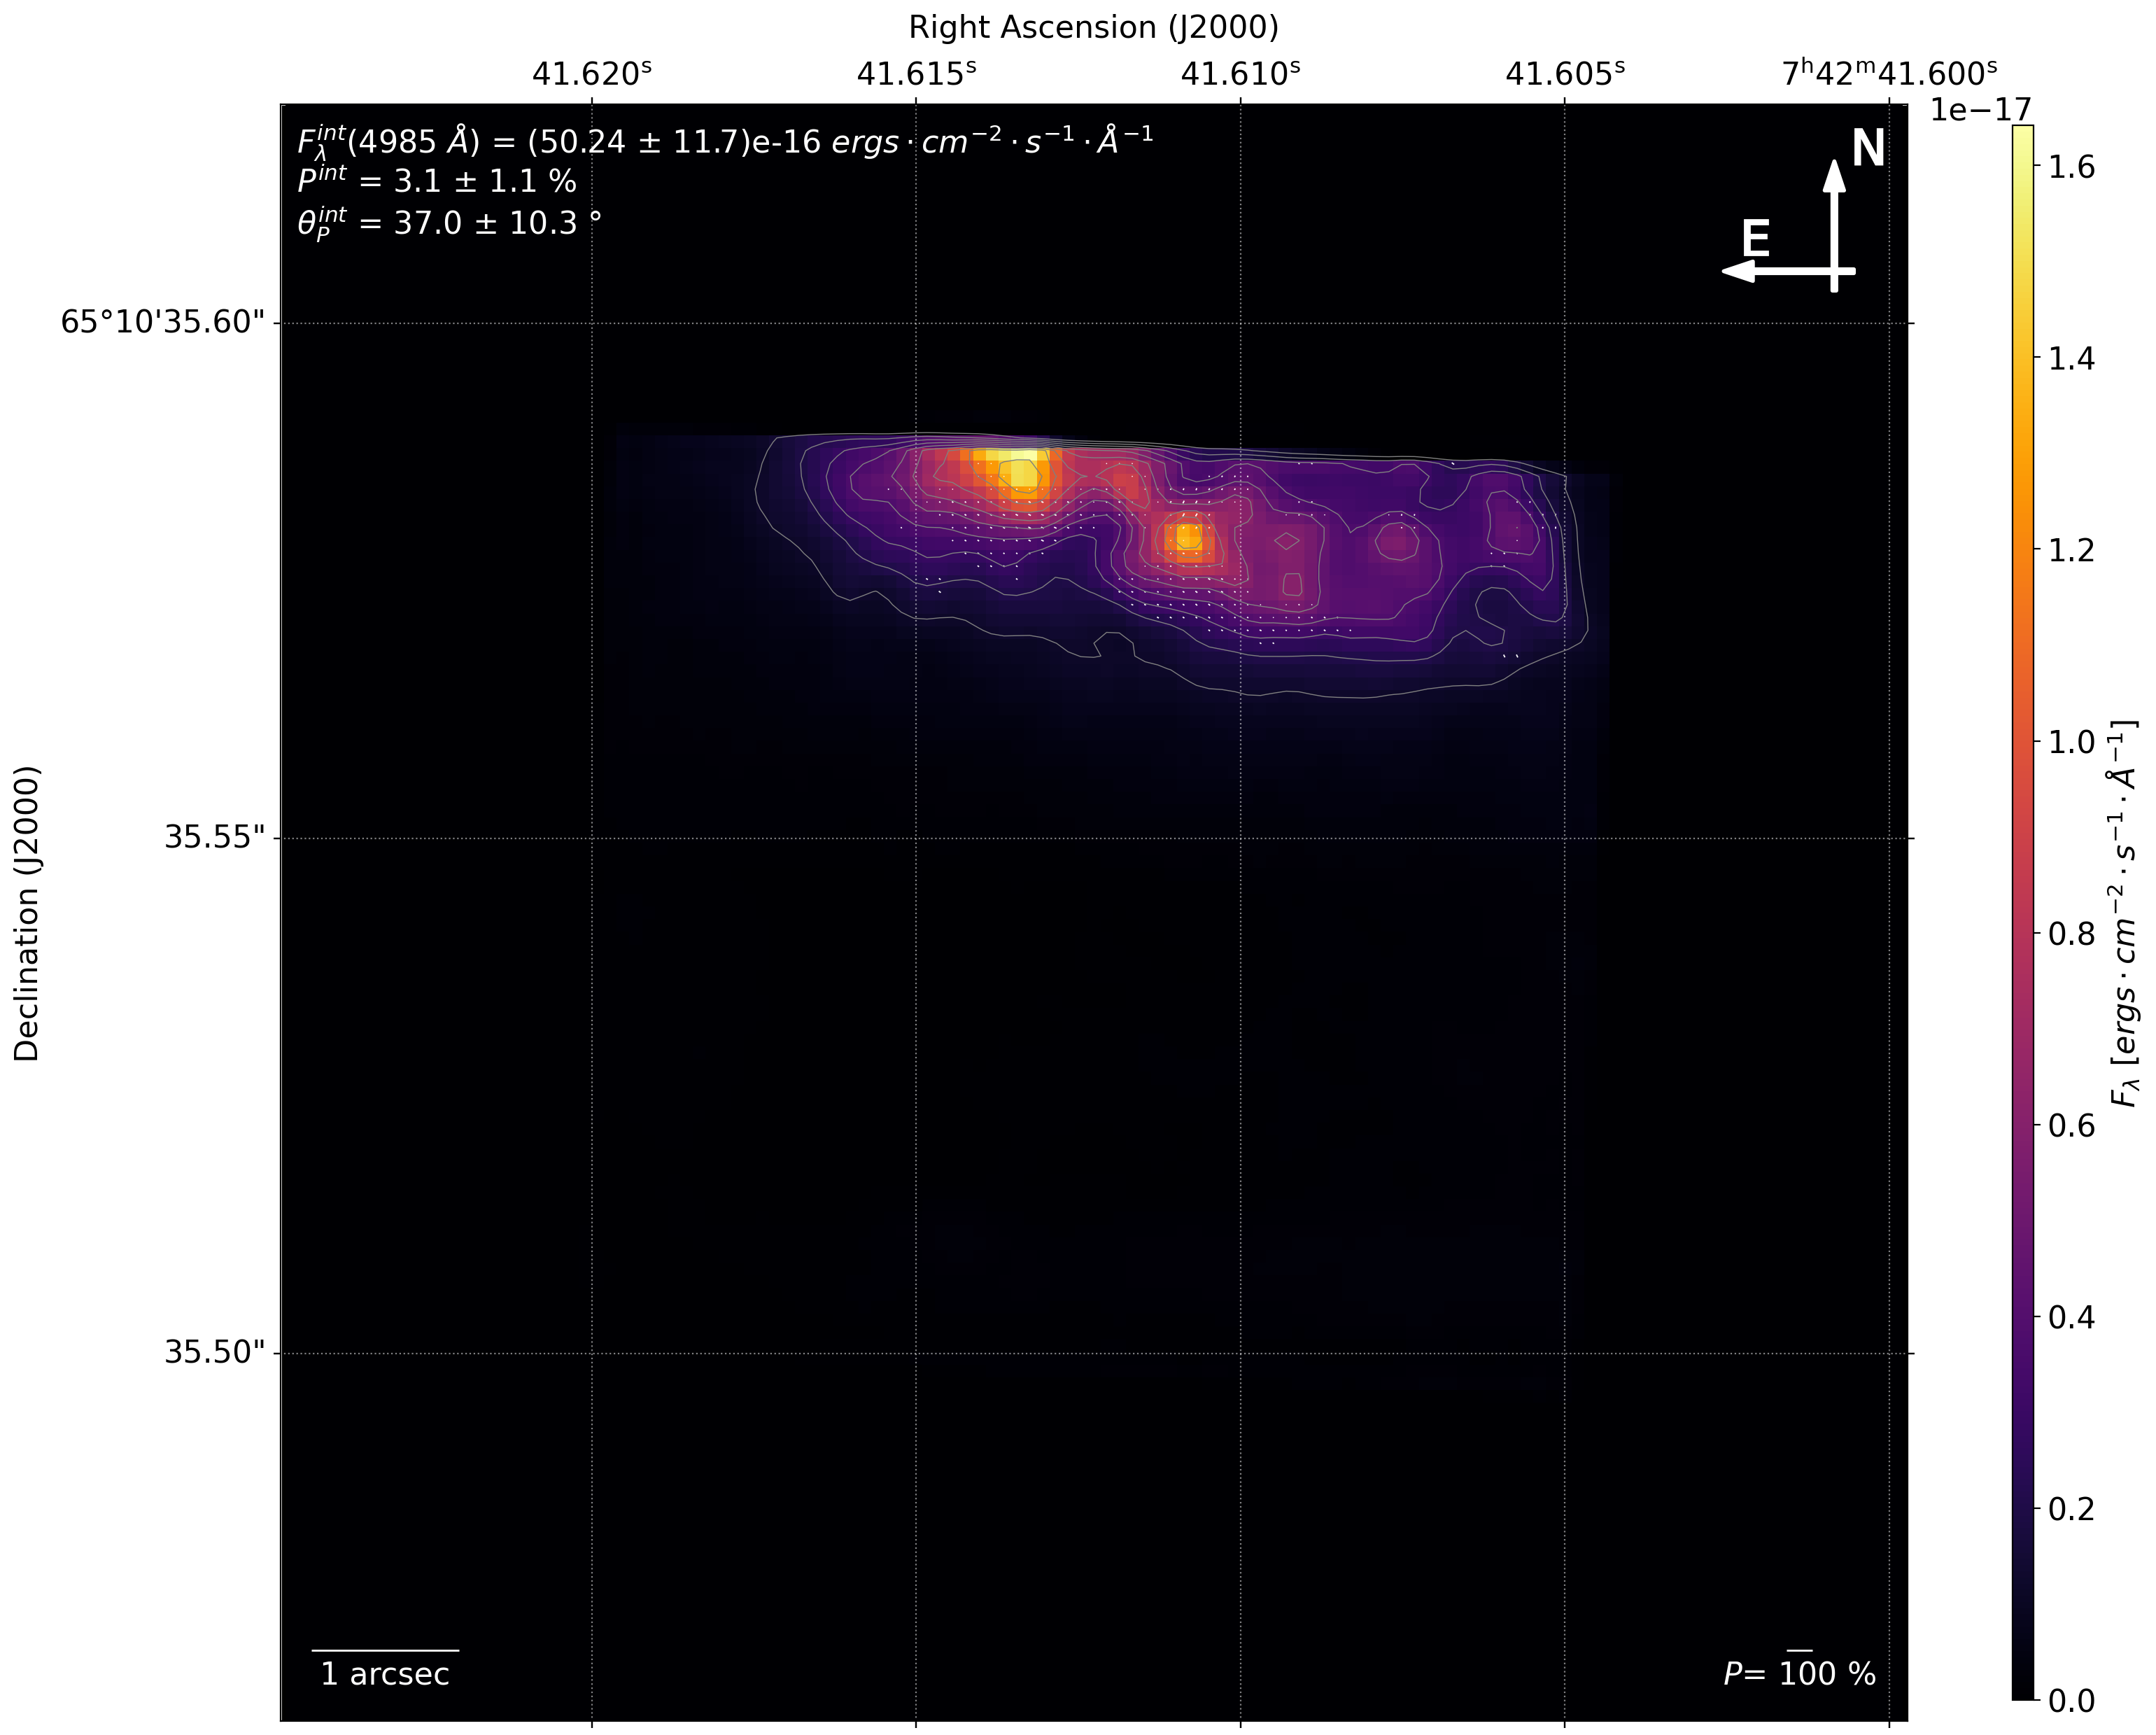 Right Ascension (J2000)
41.620ˢ 41.615ˢ 41.610ˢ 41.605ˢ 7ʰ42ᵐ41.600ˢ
1e−17
F_λ^int(4985 Å) = (50.24 ± 11.7)e-16 ergs · cm⁻² · s⁻¹ · Å⁻¹
P^int = 3.1 ± 1.1 %
θ_P^int = 37.0 ± 10.3 °
N
E
65°10'35.60"
35.55"
35.50"
Declination (J2000)
1 arcsec
P= 100 %
1.6
1.4
1.2
1.0
0.8
0.6
0.4
0.2
0.0
F_λ [ergs · cm⁻² · s⁻¹ · Å⁻¹]